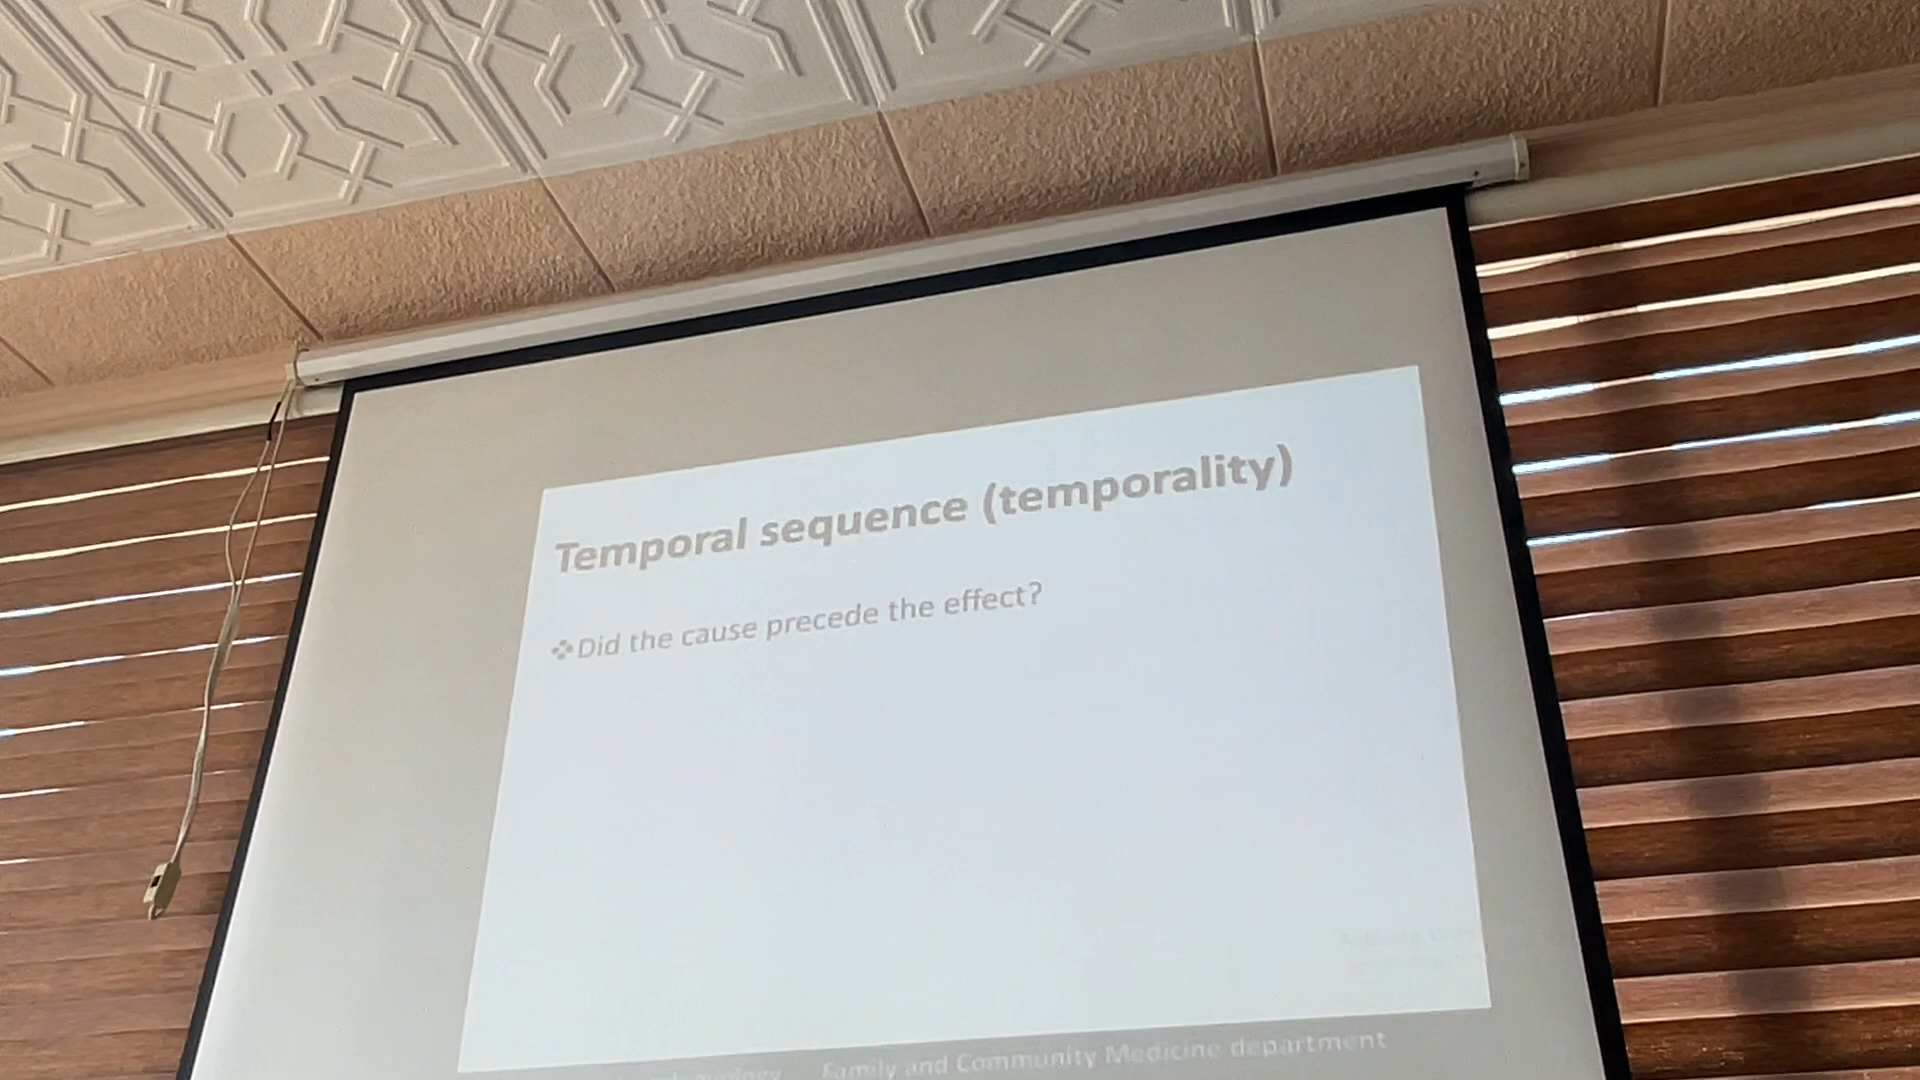 Temporal sequence (temporality)
❖Did the cause precede the effect?
Family and Community Medicine department